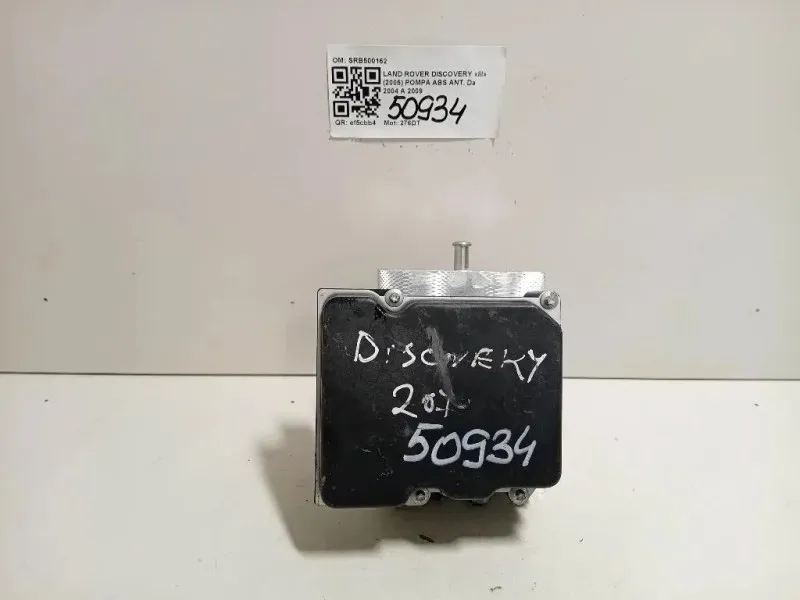 OM: SRB500162
LAND ROVER DISCOVERY «III»
(2005) POMPA ABS ANT. Da
2004 A 2009
50934
QR: ef5cbb4 Мот: 276DT
DISCOVERY
50934